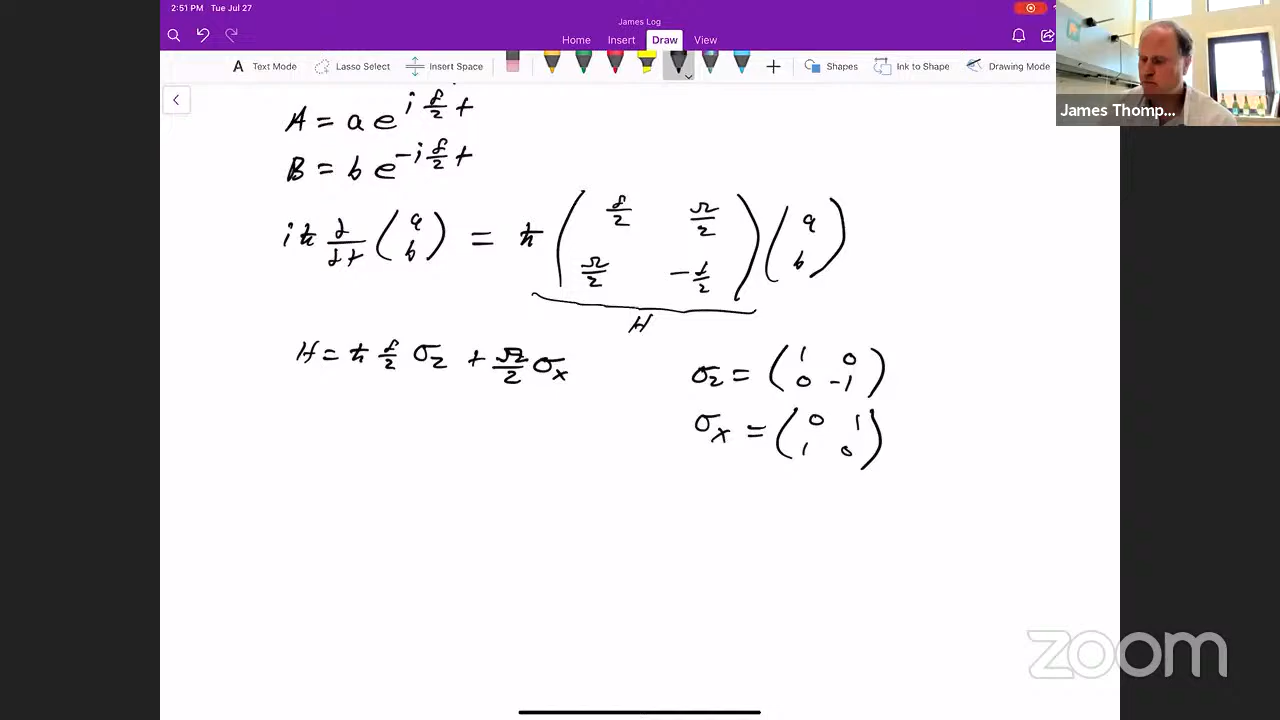 2:51 PM Tue Jul 27
James Log
Home Insert Draw View
A Text Mode Lasso Select Insert Space + Shapes Ink to Shape Drawing Mode
James Thomp...
A = a e^{i δ/2 t}
B = b e^{-i δ/2 t}
iħ d/dt (a b) = ħ (δ/2 Ω/2 Ω/2 -δ/2) (a b)
H
H = ħ δ/2 σz + Ω/2 σx
σz = (1 0 0 -1)
σx = (0 1 1 0)
zoom